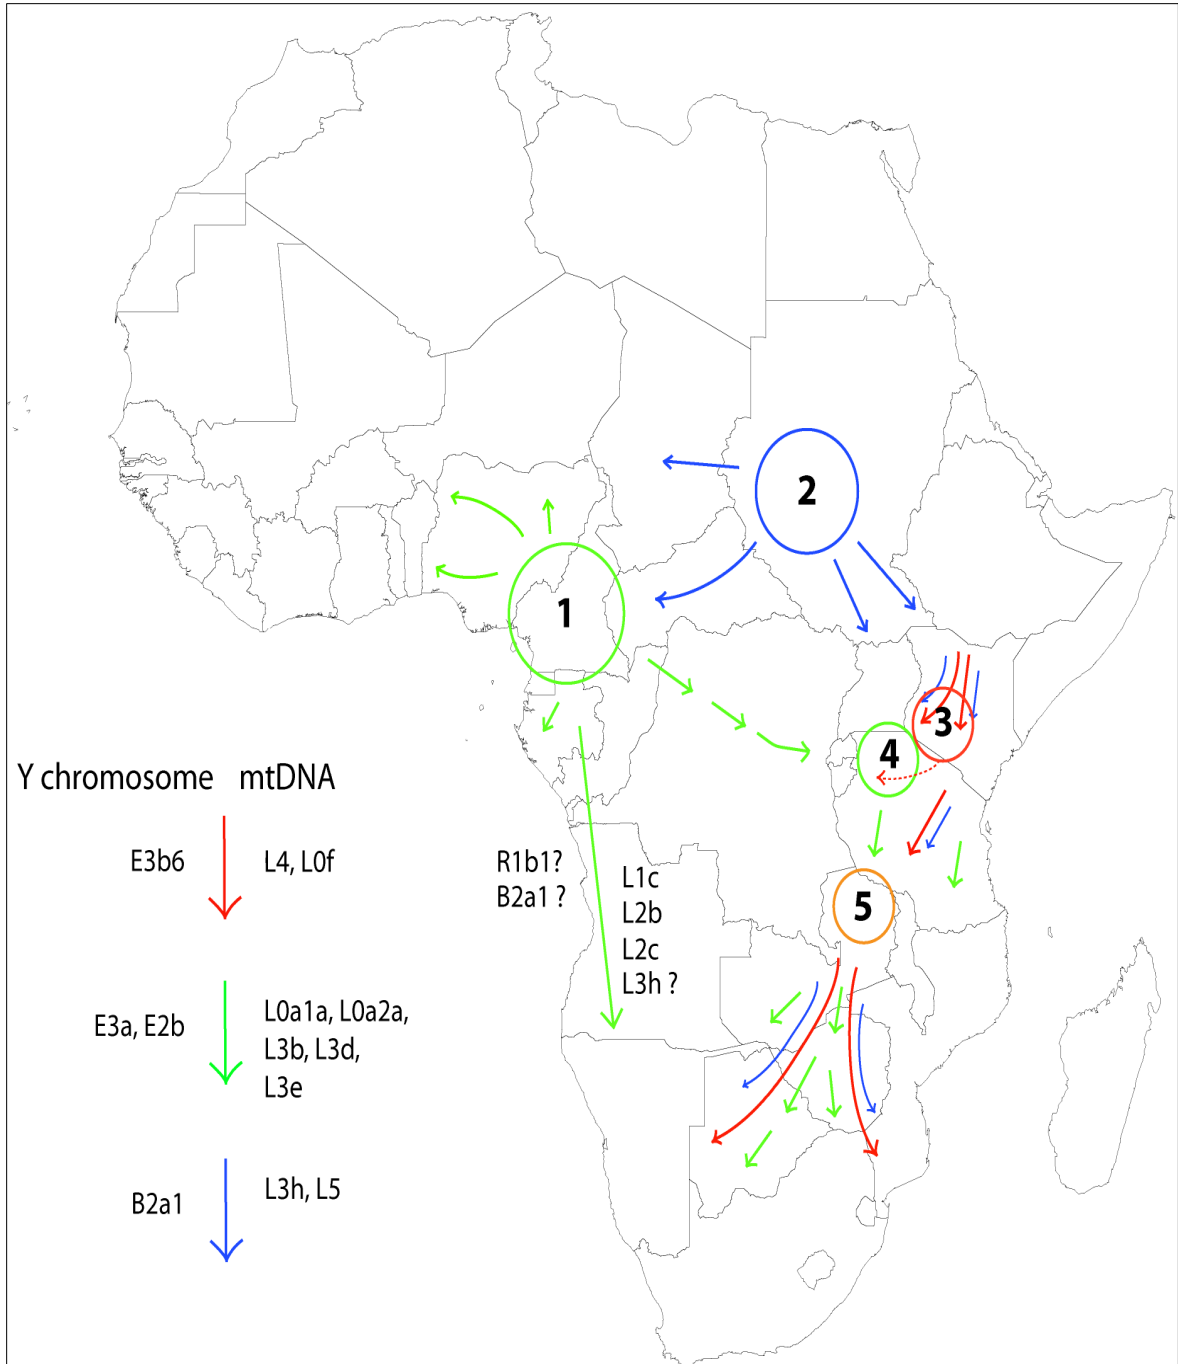 2
1
3
4
Y chromosome mtDNA
E3b6 L4, L0f
R1b1?
B2a1 ?
L1c
L2b
L2c
L3h ?
5
E3a, E2b
L0a1a, L0a2a,
L3b, L3d,
L3e
B2a1 L3h, L5